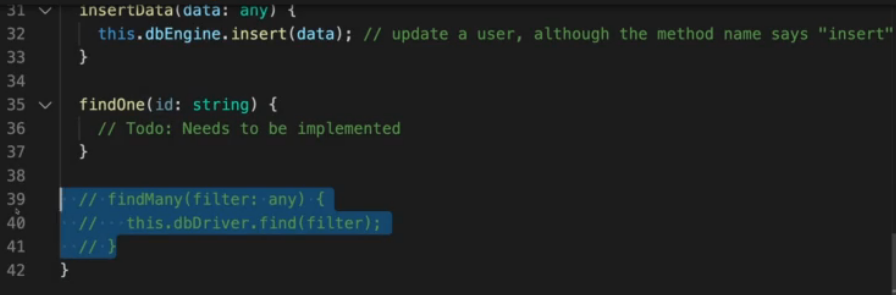 31 insertData(data: any) {
32 this.dbEngine.insert(data); // update a user, although the method name says "insert"
33 }
34
35 findOne(id: string) {
36 // Todo: Needs to be implemented
37 }
38
39 // findMany(filter: any) {
40 //   this.dbDriver.find(filter);
41 // }
42 }